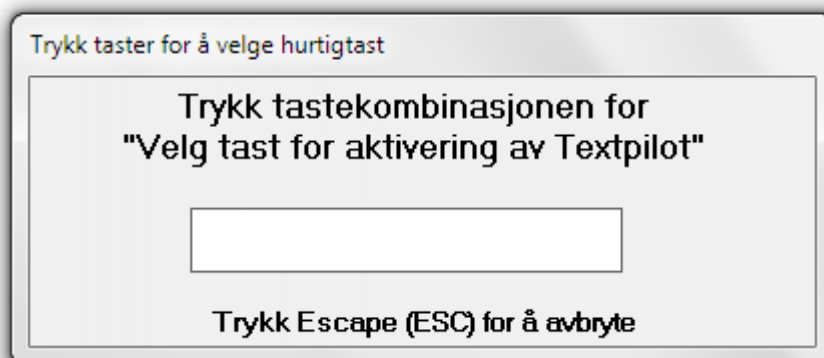 Trykk taster for å velge hurtigtast
Trykk tastekombinasjonen for
"Velg tast for aktivering av Textpilot"
Trykk Escape (ESC) for å avbryte